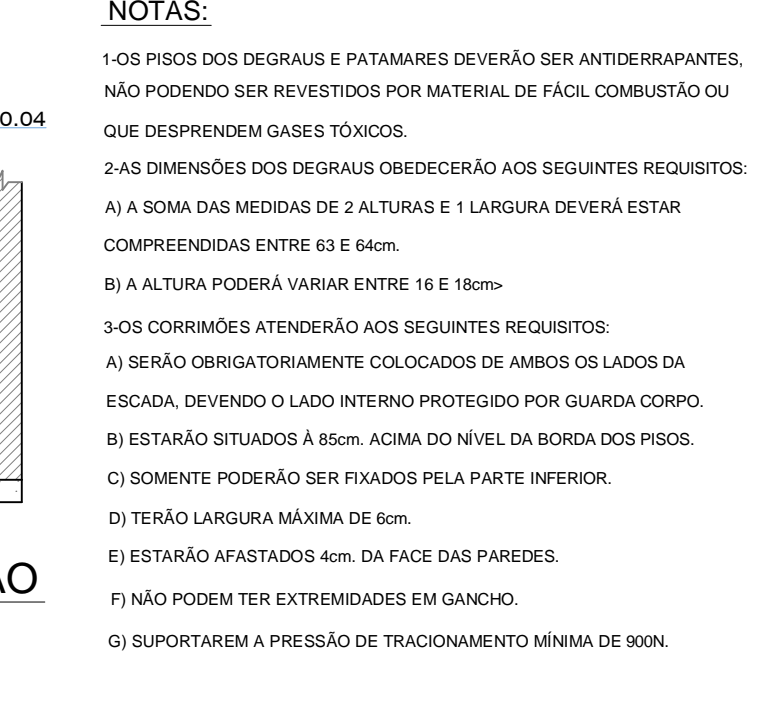 NOTAS:
1-OS PISOS DOS DEGRAUS E PATAMARES DEVERÃO SER ANTIDERRAPANTES,
NÃO PODENDO SER REVESTIDOS POR MATERIAL DE FÁCIL COMBUSTÃO OU
0.04
QUE DESPRENDEM GASES TÓXICOS.
2-AS DIMENSÕES DOS DEGRAUS OBEDECERÃO AOS SEGUINTES REQUISITOS:
A) A SOMA DAS MEDIDAS DE 2 ALTURAS E 1 LARGURA DEVERÁ ESTAR
COMPREENDIDAS ENTRE 63 E 64cm.
B) A ALTURA PODERÁ VARIAR ENTRE 16 E 18cm>
3-OS CORRIMÕES ATENDERÃO AOS SEGUINTES REQUISITOS:
A) SERÃO OBRIGATORIAMENTE COLOCADOS DE AMBOS OS LADOS DA
ESCADA, DEVENDO O LADO INTERNO PROTEGIDO POR GUARDA CORPO.
B) ESTARÃO SITUADOS À 85cm. ACIMA DO NÍVEL DA BORDA DOS PISOS.
C) SOMENTE PODERÃO SER FIXADOS PELA PARTE INFERIOR.
D) TERÃO LARGURA MÁXIMA DE 6cm.
E) ESTARÃO AFASTADOS 4cm. DA FACE DAS PAREDES.
ÃO
F) NÃO PODEM TER EXTREMIDADES EM GANCHO.
G) SUPORTAREM A PRESSÃO DE TRACIONAMENTO MÍNIMA DE 900N.